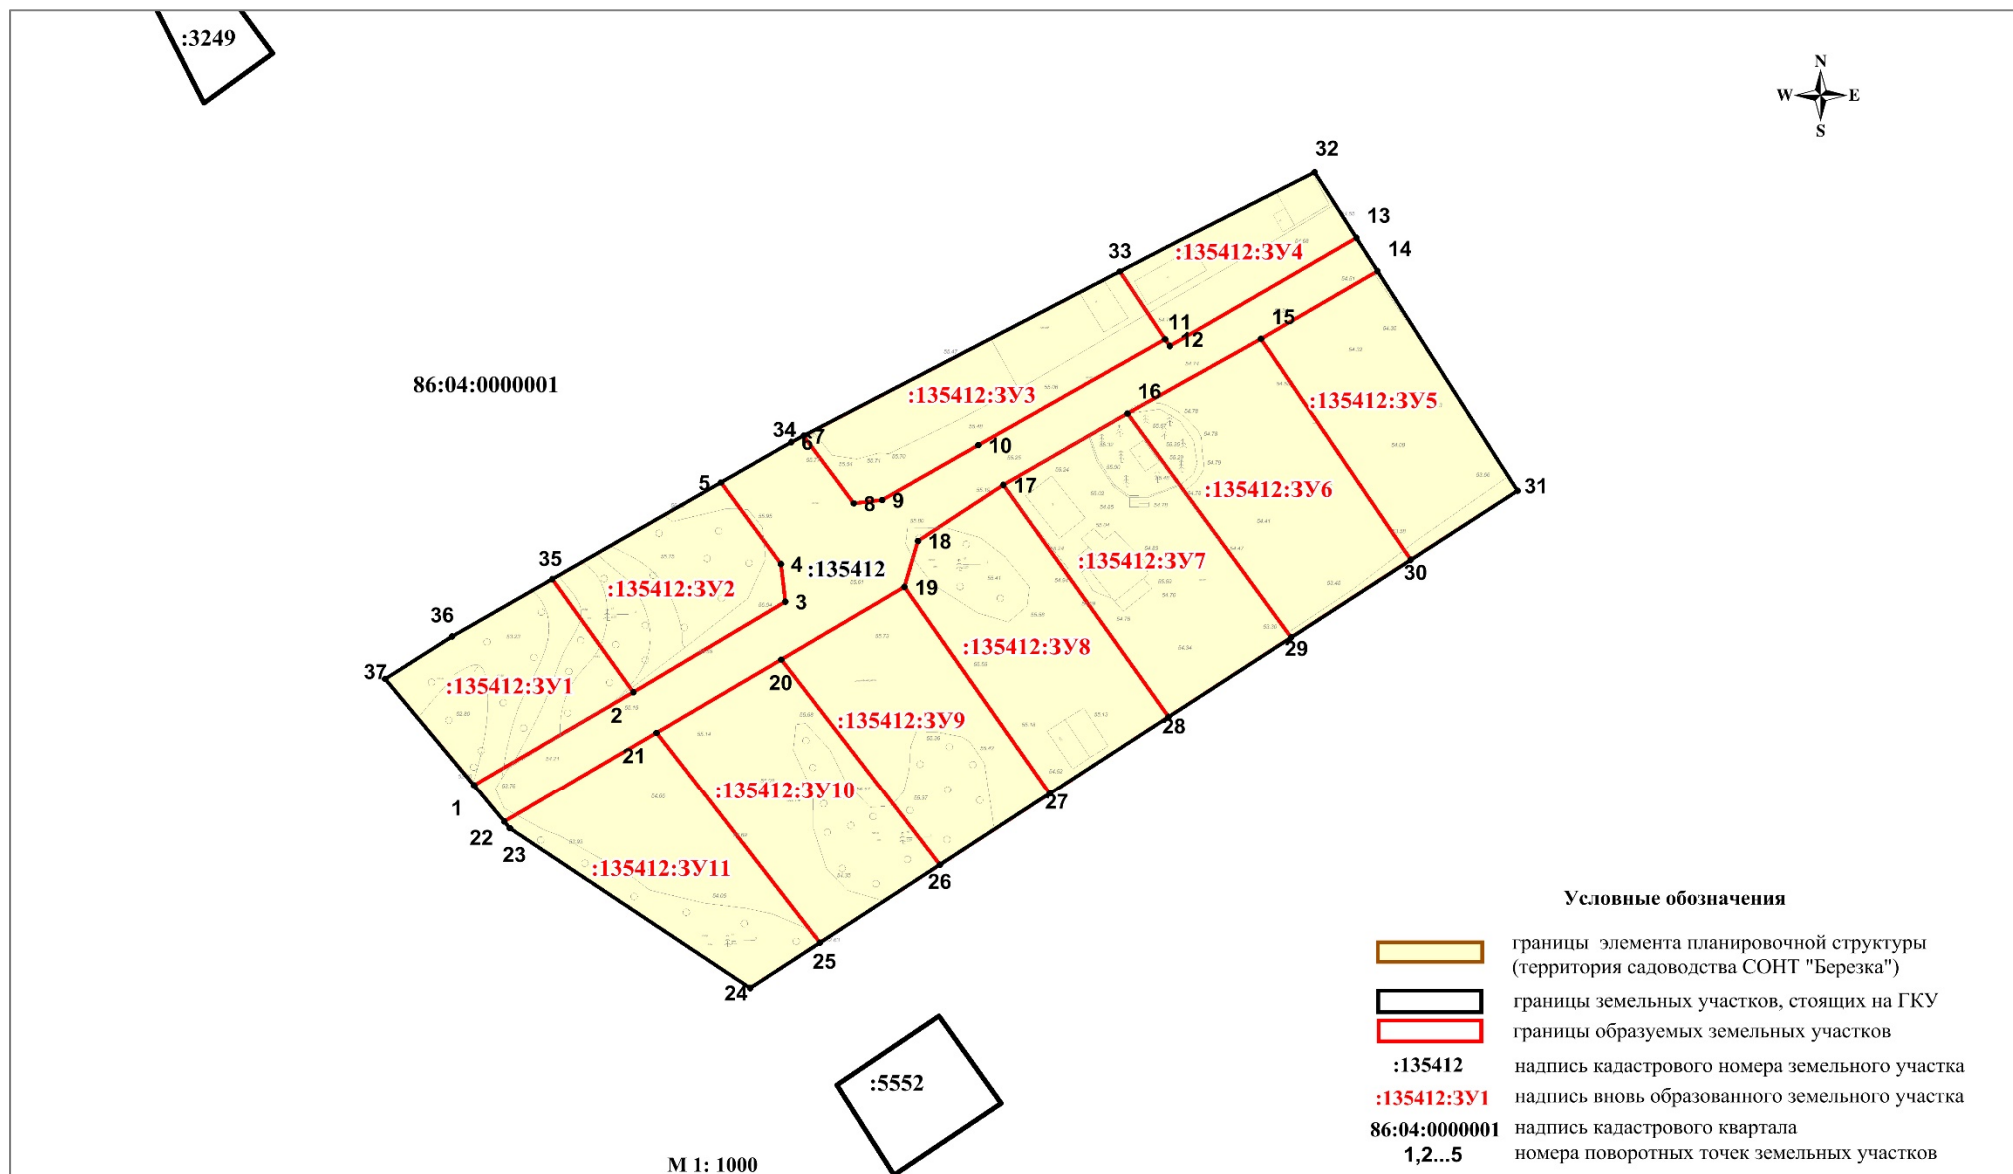 :3249
N
W E
S
32
13
14
33
:135412:ЗУ4
11
12
15
86:04:0000001
:135412:ЗУ3
16
:135412:ЗУ5
34
6
7
10
5
8
9
17
:135412:ЗУ6
31
18
35
4
:135412
:135412:ЗУ7
30
:135412:ЗУ2
19
3
36
29
37
:135412:ЗУ1
:135412:ЗУ8
20
2
:135412:ЗУ9
28
21
:135412:ЗУ10
1
27
22
23
:135412:ЗУ11
26
25
24
:5552
М 1: 1000
Условные обозначения
границы элемента планировочной структуры
(территория садоводства СОНТ "Березка")
границы земельных участков, стоящих на ГКУ
границы образуемых земельных участков
:135412 надпись кадастрового номера земельного участка
:135412:ЗУ1 надпись вновь образованного земельного участка
86:04:0000001 надпись кадастрового квартала
1,2...5 номера поворотных точек земельных участков